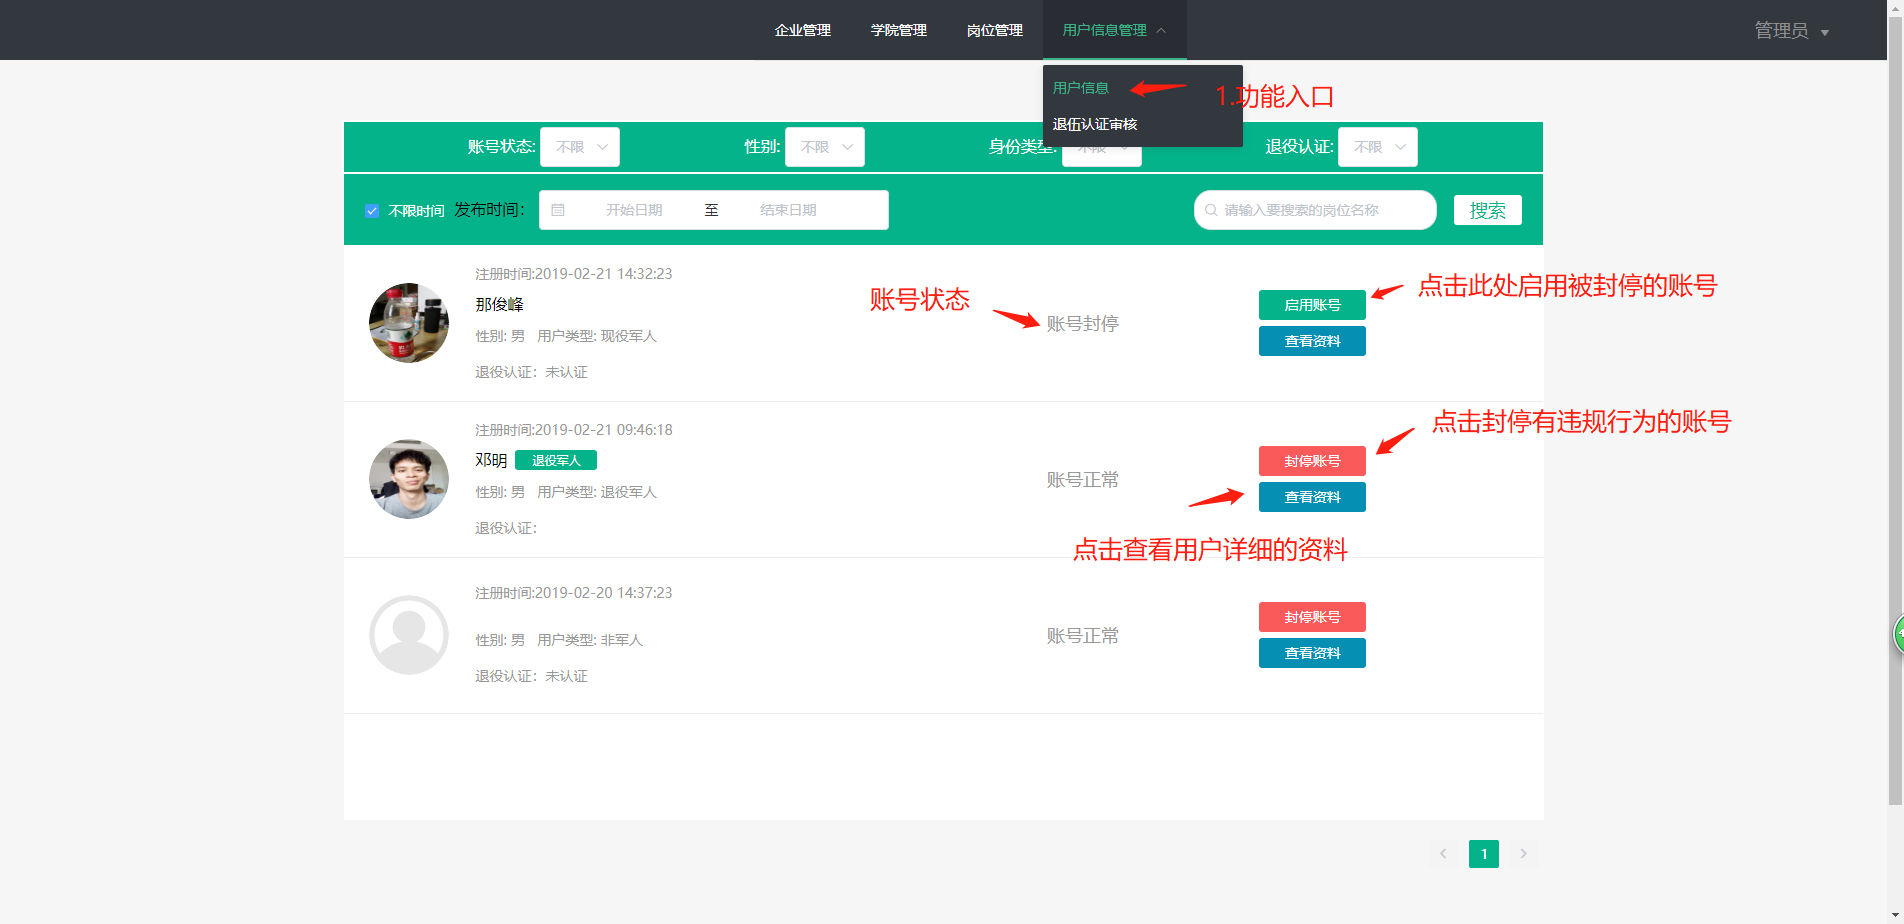 企业管理 学院管理 岗位管理 用户信息管理 管理员
用户信息
1.功能入口
退伍认证审核
账号状态: 不限 性别: 不限 身份类型: 不限 退役认证: 不限
不限时间 发布时间： 开始日期 至 结束日期 请输入要搜索的岗位名称 搜索
注册时间:2019-02-21 14:32:23
那俊峰
性别: 男 用户类型: 现役军人
退役认证：未认证
账号状态
账号封停
启用账号
查看资料
点击此处启用被封停的账号
注册时间:2019-02-21 09:46:18
邓明 退役军人
性别: 男 用户类型: 退役军人
退役认证：
账号正常
封停账号
查看资料
点击封停有违规行为的账号
点击查看用户详细的资料
注册时间:2019-02-20 14:37:23
性别: 男 用户类型: 非军人
退役认证：未认证
账号正常
封停账号
查看资料
1